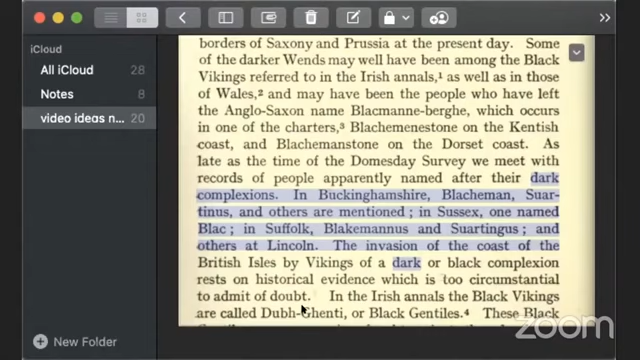 iCloud
All iCloud 28
Notes 8
video ideas n... 20
New Folder
borders of Saxony and Prussia at the present day. Some
of the darker Wends may well have been among the Black
Vikings referred to in the Irish annals,¹ as well as in those
of Wales,² and may have been the people who have left
the Anglo-Saxon name Blacmanne-berghe, which occurs
in one of the charters,³ Blachemenestone on the Kentish
coast, and Blachemanstone on the Dorset coast. As
late as the time of the Domesday Survey we meet with
records of people apparently named after their dark
complexions. In Buckinghamshire, Blacheman, Suar-
tinus, and others are mentioned ; in Sussex, one named
Blac ; in Suffolk, Blakemannus and Suartingus ; and
others at Lincoln. The invasion of the coast of the
British Isles by Vikings of a dark or black complexion
rests on historical evidence which is too circumstantial
to admit of doubt. In the Irish annals the Black Vikings
are called Dubh-Ghenti, or Black Gentiles.⁴ These Black
zoom